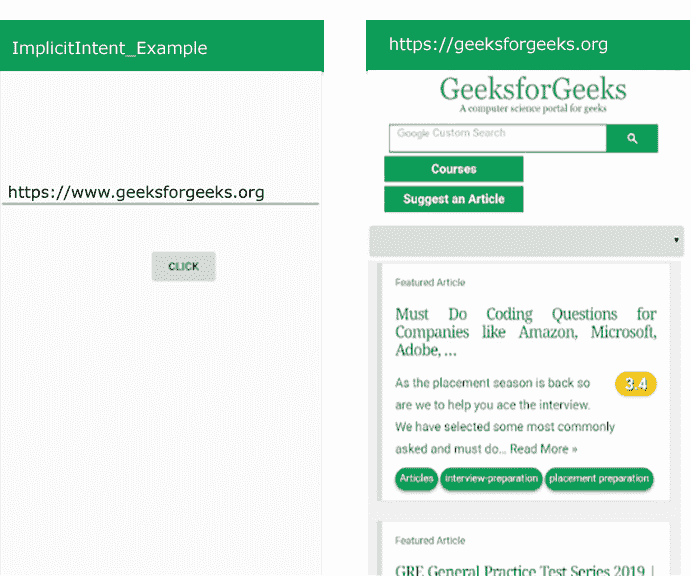 ImplicitIntent_Example
https://www.geeksforgeeks.org
CLICK
https://geeksforgeeks.org
GeeksforGeeks
A computer science portal for geeks
Google Custom Search
Courses
Suggest an Article
Featured Article
Must Do Coding Questions for
Companies like Amazon, Microsoft,
Adobe, ...
As the placement season is back so
are we to help you ace the interview.
We have selected some most commonly
asked and must do... Read More »
3.4
Articles interview-preparation placement preparation
Featured Article
GRE General Practice Test Series 2019 |